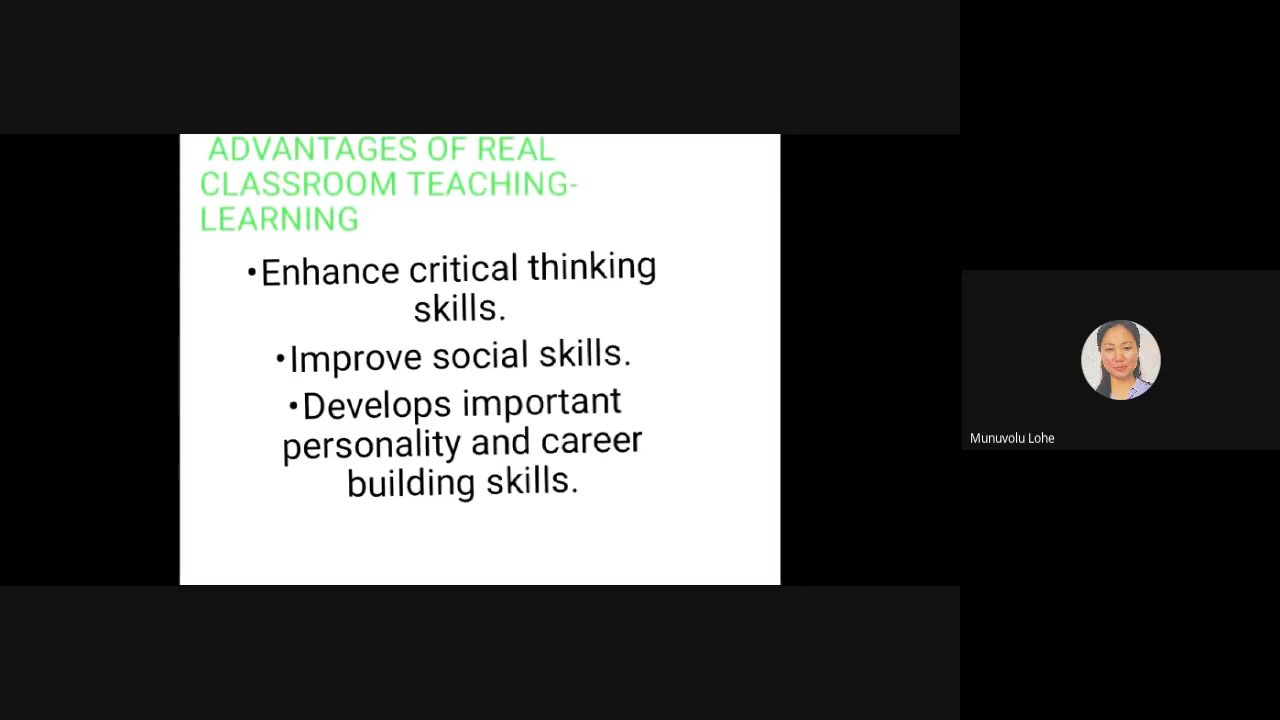 ADVANTAGES OF REAL
CLASSROOM TEACHING-
LEARNING
•Enhance critical thinking
skills.
•Improve social skills.
•Develops important
personality and career
building skills.
Munuvolu Lohe